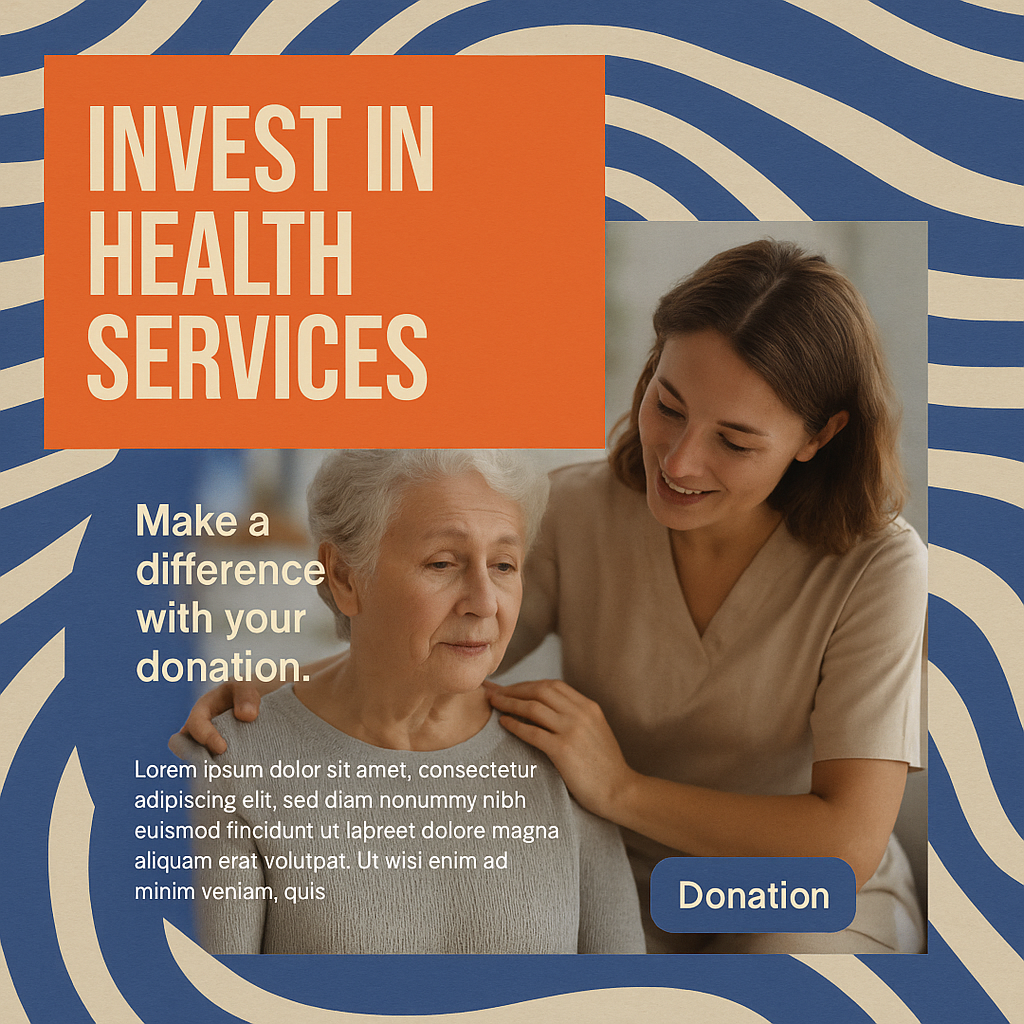 INVEST IN
HEALTH
SERVICES
Make a
difference
with your
donation.
Lorem ipsum dolor sit amet, consectetur
adipiscing elit, sed diam nonummy nibh
euismod fincidunt ut laþreet dolore magna
aliquam erat volutpat. Ut wisi enim ad
minim veniam, quis
Donation